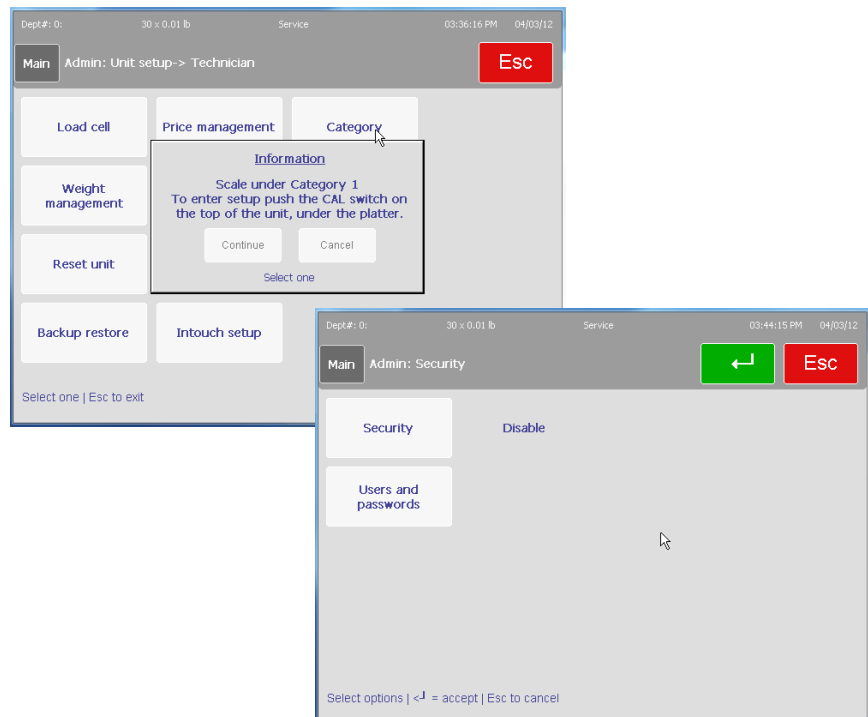 Dept#: 0: 30 x 0.01 lb Service 03:36:16 PM 04/03/12
Main Admin: Unit setup-> Technician Esc
Load cell Price management Category
Information
Scale under Category 1
To enter setup push the CAL switch on
the top of the unit, under the platter.
Continue Cancel
Select one
Weight
management
Reset unit
Backup restore Intouch setup
Select one | Esc to exit
Dept#: 0: 30 x 0.01 lb Service 03:44:15 PM 04/03/12
Main Admin: Security ↵ Esc
Security Disable
Users and
passwords
Select options | <┘ = accept | Esc to cancel